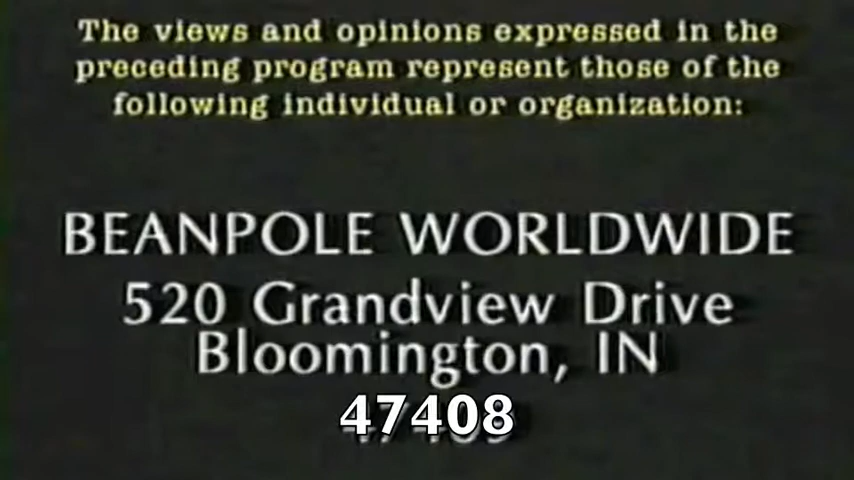 The views and opinions expressed in the
preceding program represent those of the
following individual or organization:
BEANPOLE WORLDWIDE
520 Grandview Drive
Bloomington, IN
47408